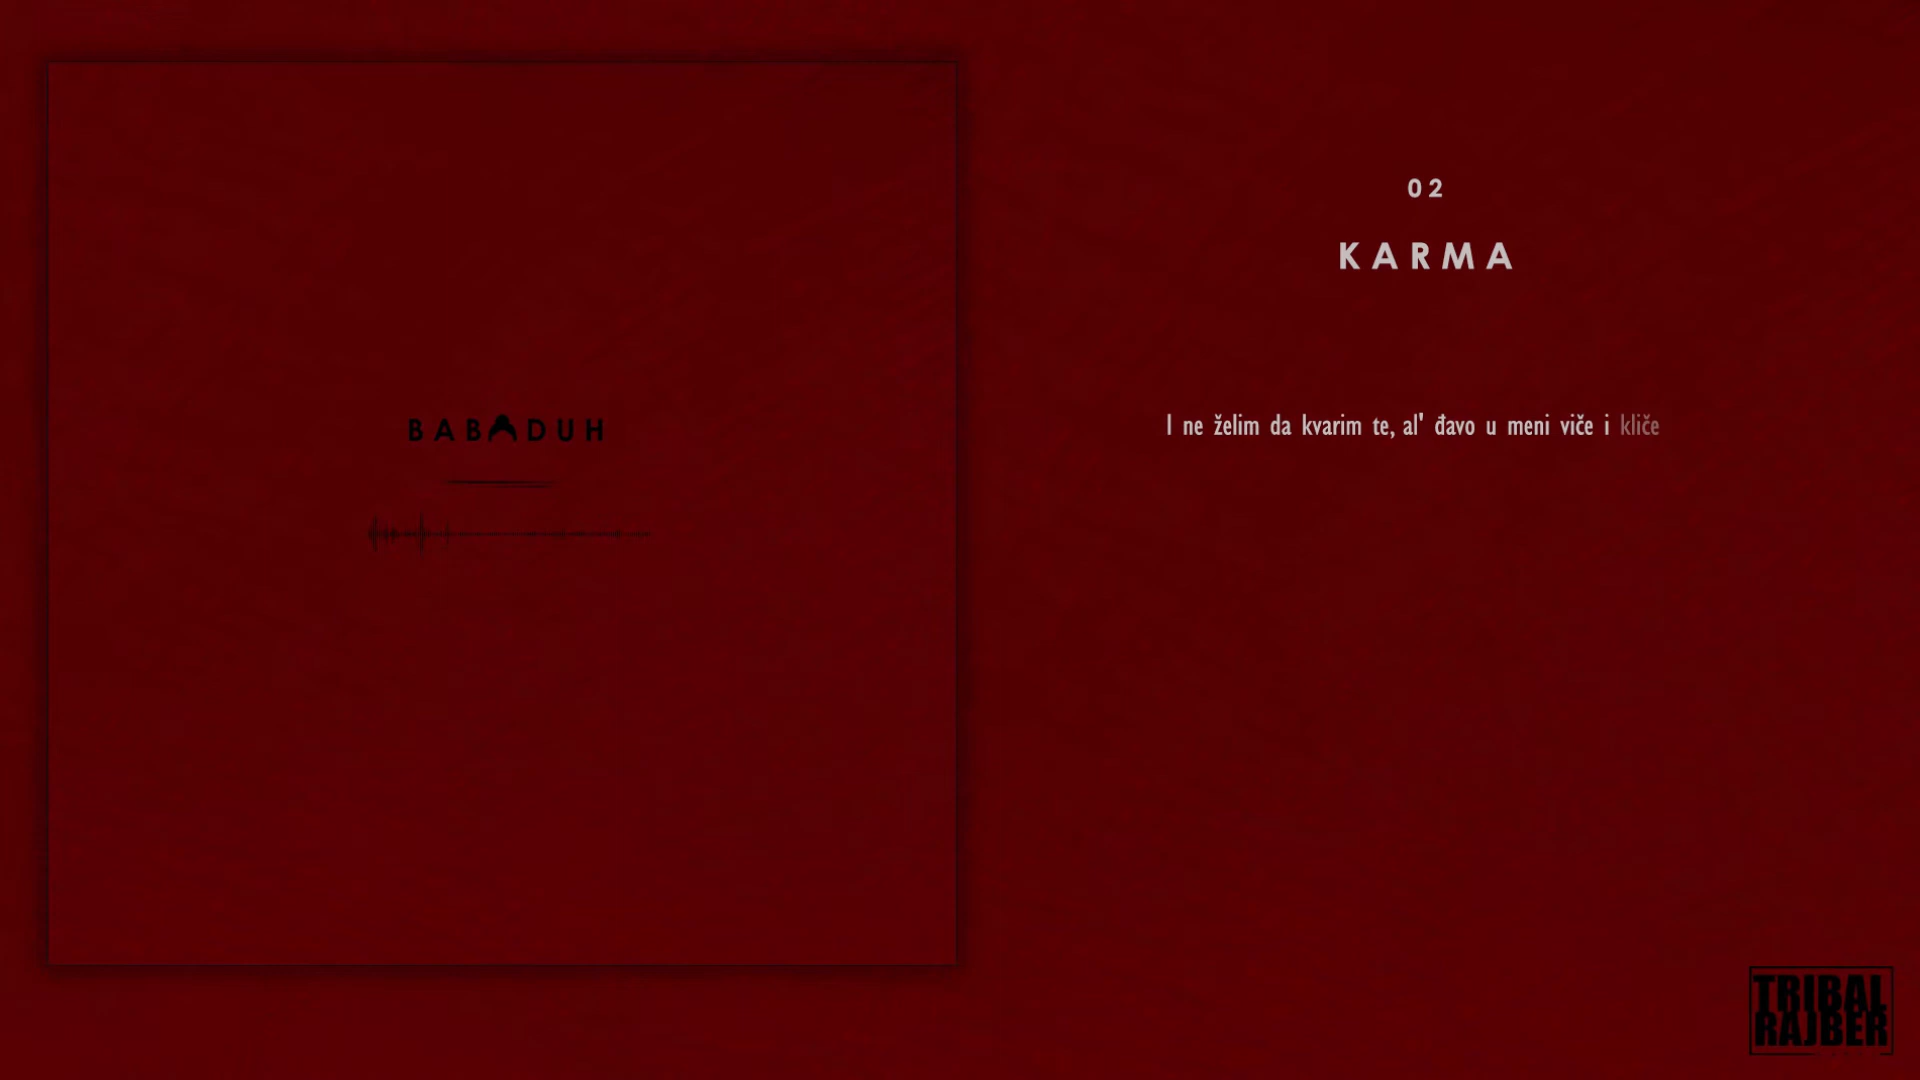 BABADUH
02
KARMA
I ne želim da kvarim te, al' đavo u meni viče i kliče
TRIBAL
RAJBER